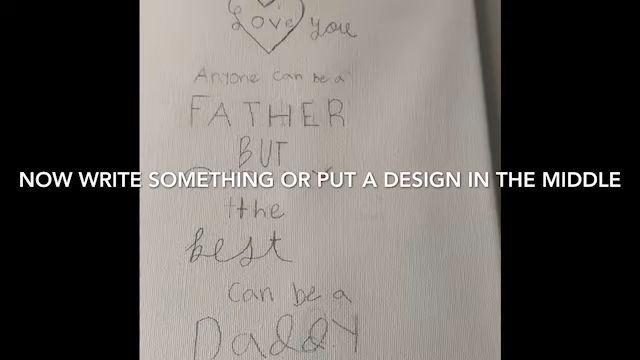 Love you
Anyone can be a
FATHER
BUT
NOW WRITE SOMETHING OR PUT A DESIGN IN THE MIDDLE
the
best
can be a
Daddy